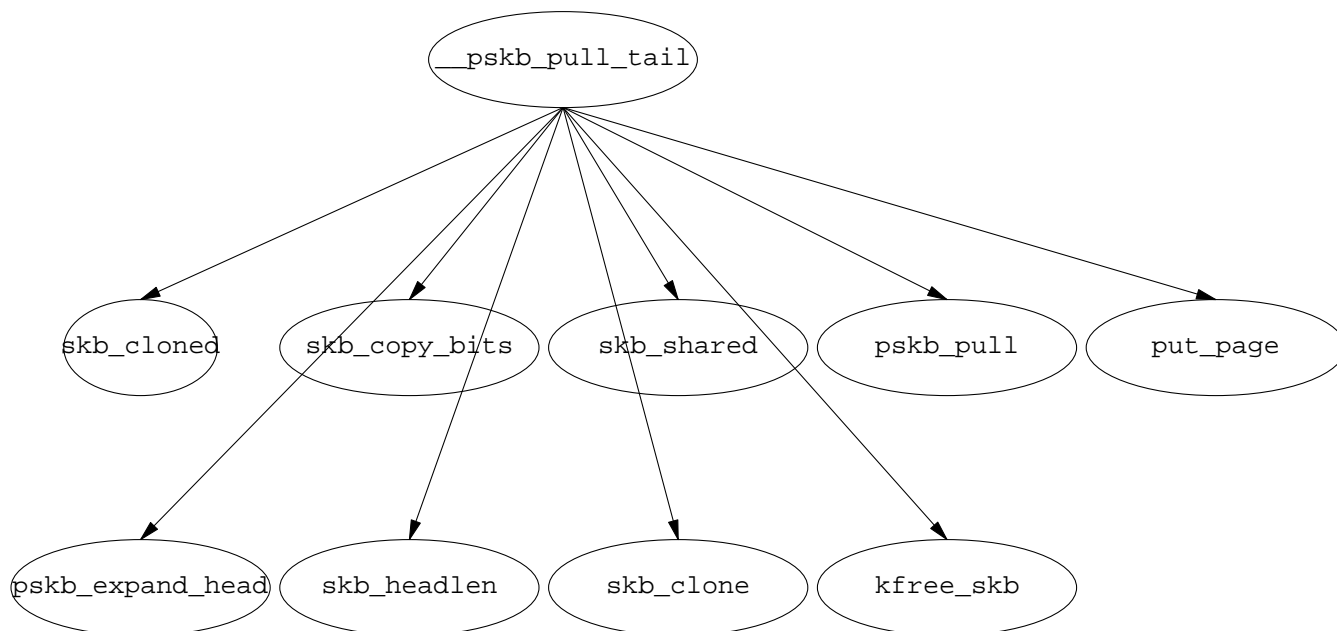 __pskb_pull_tail
skb_cloned
skb_copy_bits
skb_shared
pskb_pull
put_page
pskb_expand_head
skb_headlen
skb_clone
kfree_skb